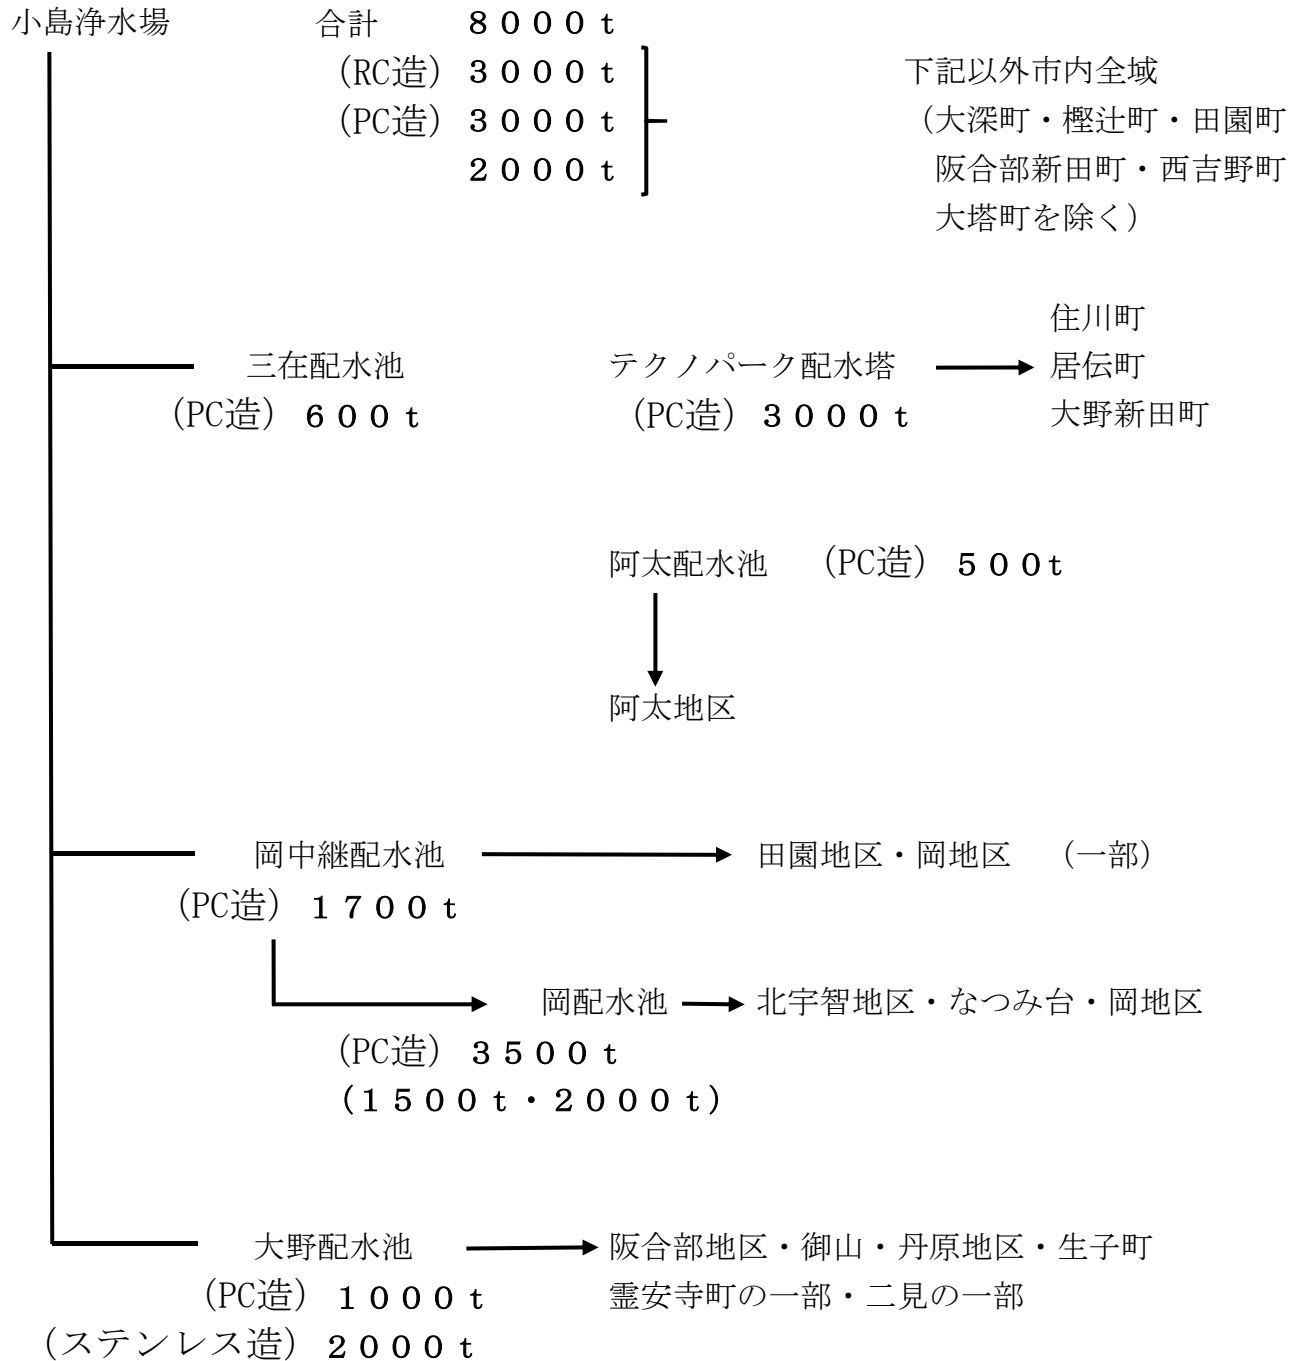 小島浄水場　合計　８０００ｔ
（RC造）３０００ｔ
（PC造）３０００ｔ
２０００ｔ
下記以外市内全域
（大深町・樫辻町・田園町
阪合部新田町・西吉野町
大塔町を除く）
三在配水池
（PC造）６００ｔ
テクノパーク配水塔
（PC造）３０００ｔ
住川町
居伝町
大野新田町
阿太配水池　（PC造）５００ｔ
阿太地区
岡中継配水池
（PC造）１７００ｔ
田園地区・岡地区　（一部）
岡配水池
（PC造）３５００ｔ
（１５００ｔ・２０００ｔ）
北宇智地区・なつみ台・岡地区
大野配水池
（PC造）１０００ｔ
（ステンレス造）２０００ｔ
阪合部地区・御山・丹原地区・生子町
霊安寺町の一部・二見の一部